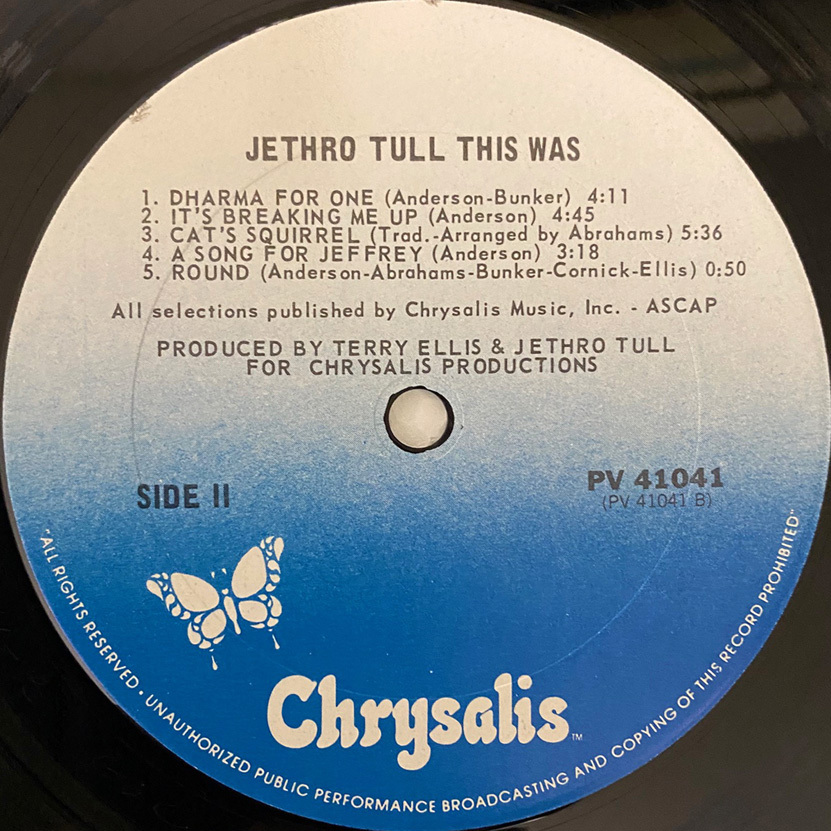 JETHRO TULL THIS WAS
1. DHARMA FOR ONE (Anderson-Bunker) 4:11
2. IT'S BREAKING ME UP (Anderson) 4:45
3. CAT'S SQUIRREL (Trad.-Arranged by Abrahams) 5:36
4. A SONG FOR JEFFREY (Anderson) 3:18
5. ROUND (Anderson-Abrahams-Bunker-Cornick-Ellis) 0:50
All selections published by Chrysalis Music, Inc. - ASCAP
PRODUCED BY TERRY ELLIS & JETHRO TULL
FOR CHRYSALIS PRODUCTIONS
SIDE II
PV 41041
(PV 41041 B)
Chrysalis™
"ALL RIGHTS RESERVED • UNAUTHORIZED PUBLIC PERFORMANCE BROADCASTING AND COPYING OF THIS RECORD PROHIBITED"